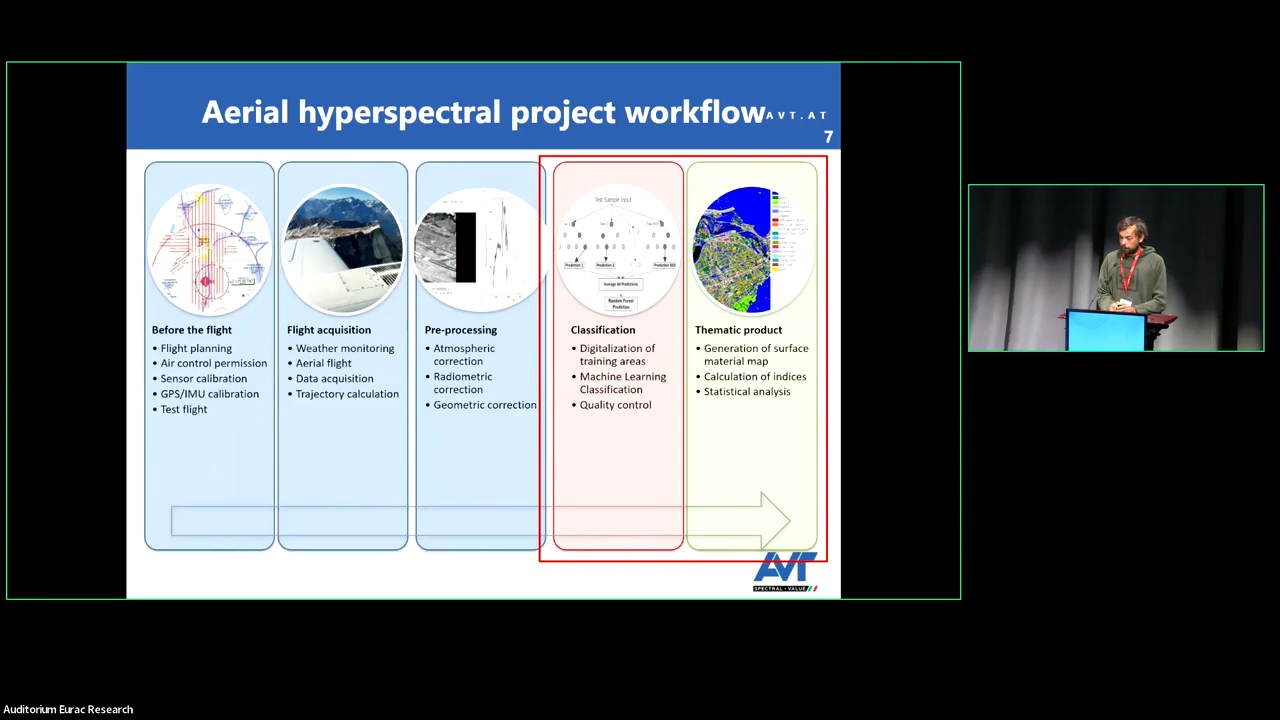 Aerial hyperspectral project workflow
AVT.AT
7
Test Sample Input
Prediction 1
Prediction 2
Average All Predictions
Random Forest
Prediction
Before the flight
• Flight planning
• Air control permission
• Sensor calibration
• GPS/IMU calibration
• Test flight
Flight acquisition
• Weather monitoring
• Aerial flight
• Data acquisition
• Trajectory calculation
Pre-processing
• Atmospheric
correction
• Radiometric
correction
• Geometric correction
Classification
• Digitalization of
training areas
• Machine Learning
Classification
• Quality control
Thematic product
• Generation of surface
material map
• Calculation of indices
• Statistical analysis
AVT
SPECTRAL • VALUE
Auditorium Eurac Research